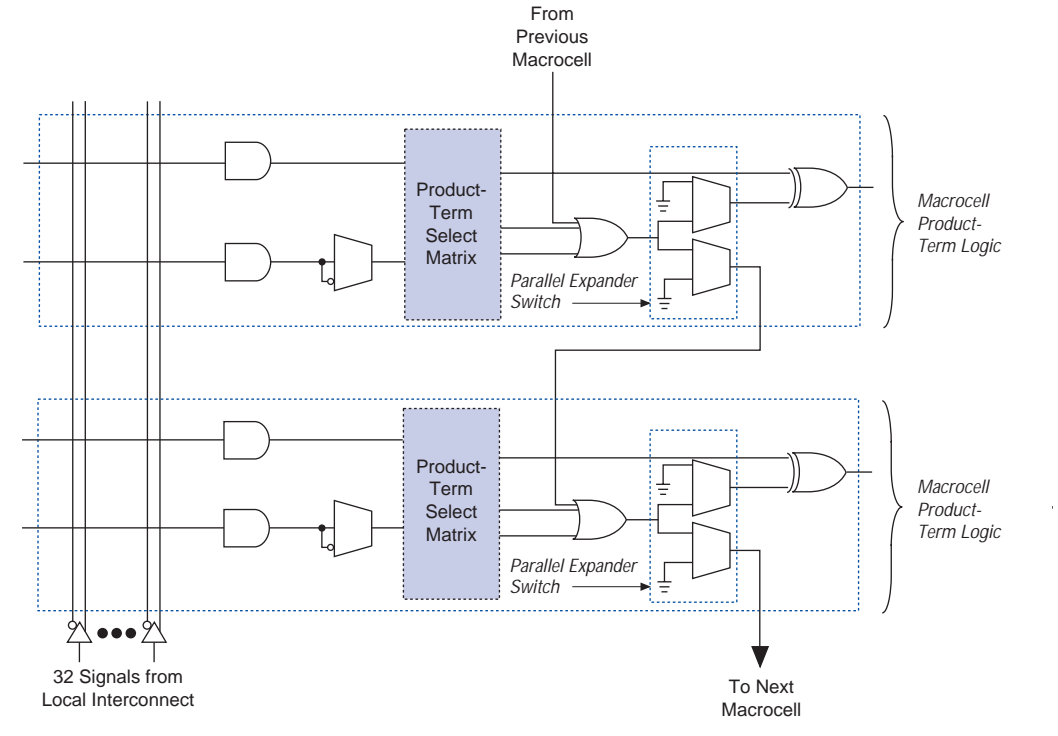 From
Previous
Macrocell
Product-
Term
Select
Matrix
Parallel Expander
Switch
Macrocell
Product-
Term Logic
Product-
Term
Select
Matrix
Parallel Expander
Switch
Macrocell
Product-
Term Logic
32 Signals from
Local Interconnect
To Next
Macrocell